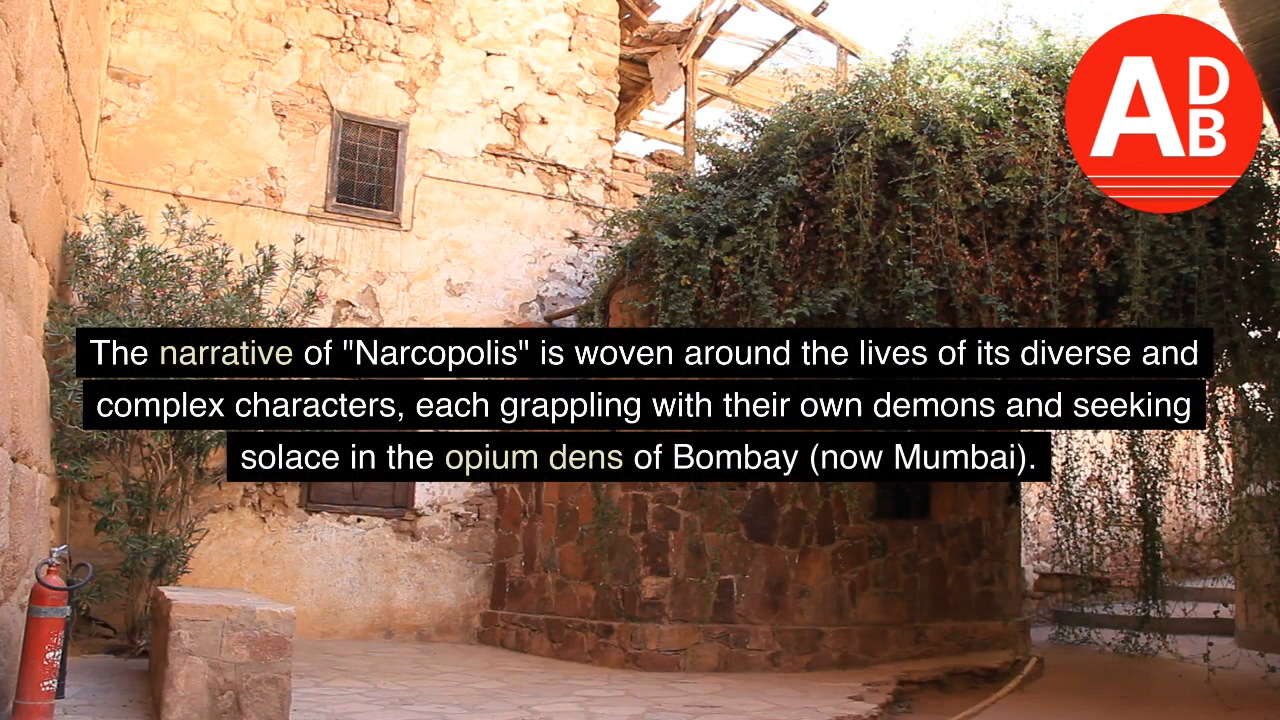 ADB
The narrative of "Narcopolis" is woven around the lives of its diverse and
complex characters, each grappling with their own demons and seeking
solace in the opium dens of Bombay (now Mumbai).